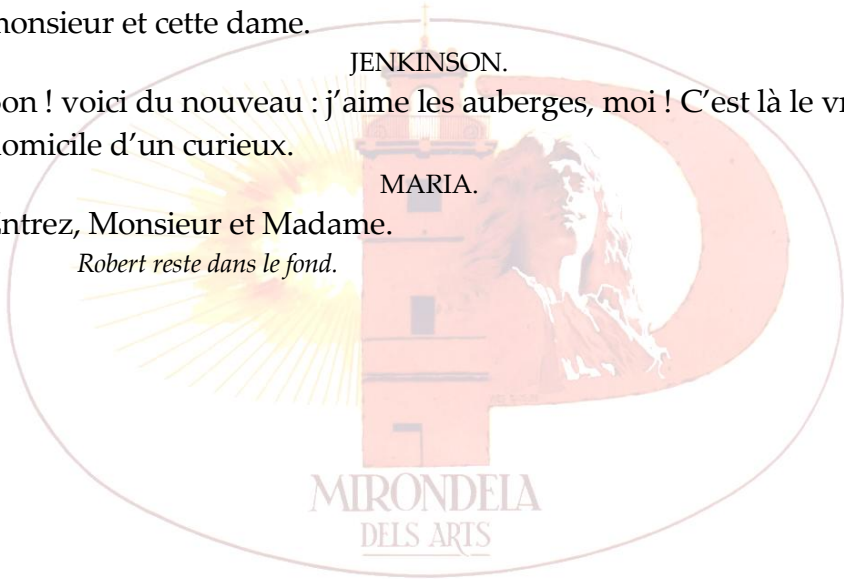 monsieur et cette dame.
JENKINSON.
on ! voici du nouveau : j’aime les auberges, moi ! C’est là le v
omicile d’un curieux.
MARIA.
ntrez, Monsieur et Madame.
Robert reste dans le fond.
MIRONDELA
DELS ARTS